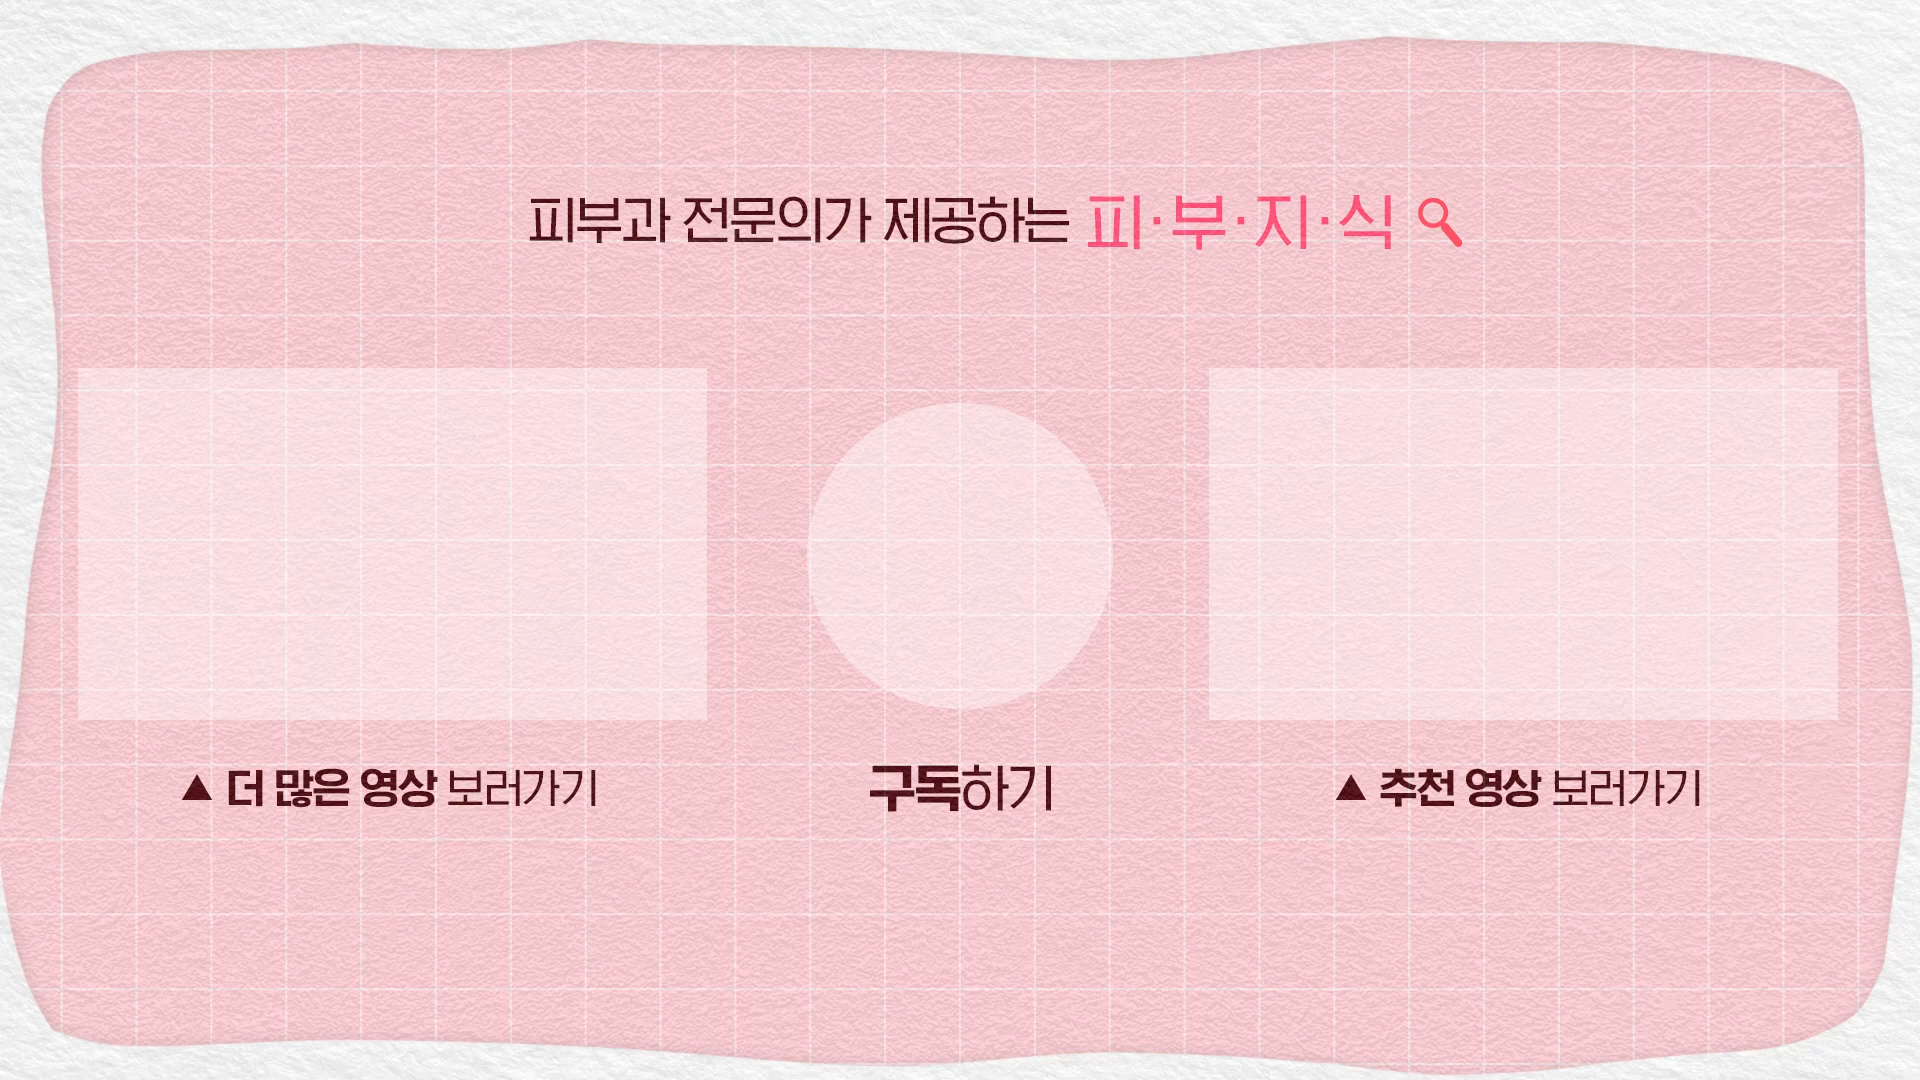 피부과 전문의가 제공하는 피·부·지·식
▲ 더 많은 영상 보러가기
구독하기
▲ 추천 영상 보러가기